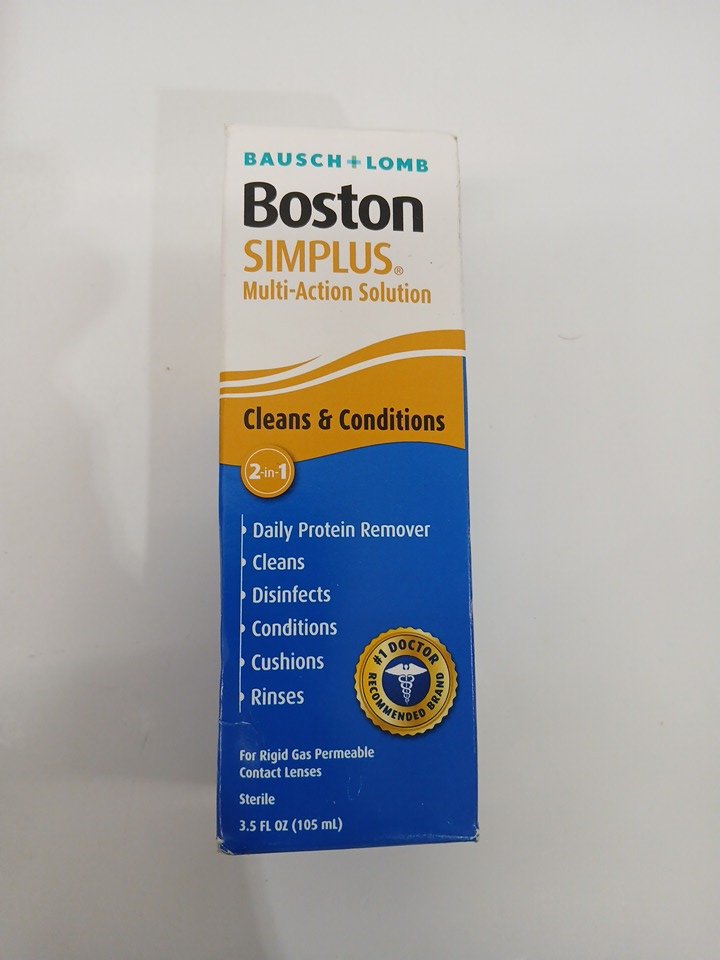 BAUSCH + LOMB
Boston
SIMPLUS®
Multi-Action Solution
Cleans & Conditions
2-in-1
• Daily Protein Remover
• Cleans
• Disinfects
• Conditions
• Cushions
• Rinses
#1 DOCTOR
RECOMMENDED BRAND
For Rigid Gas Permeable
Contact Lenses
Sterile
3.5 FL OZ (105 mL)